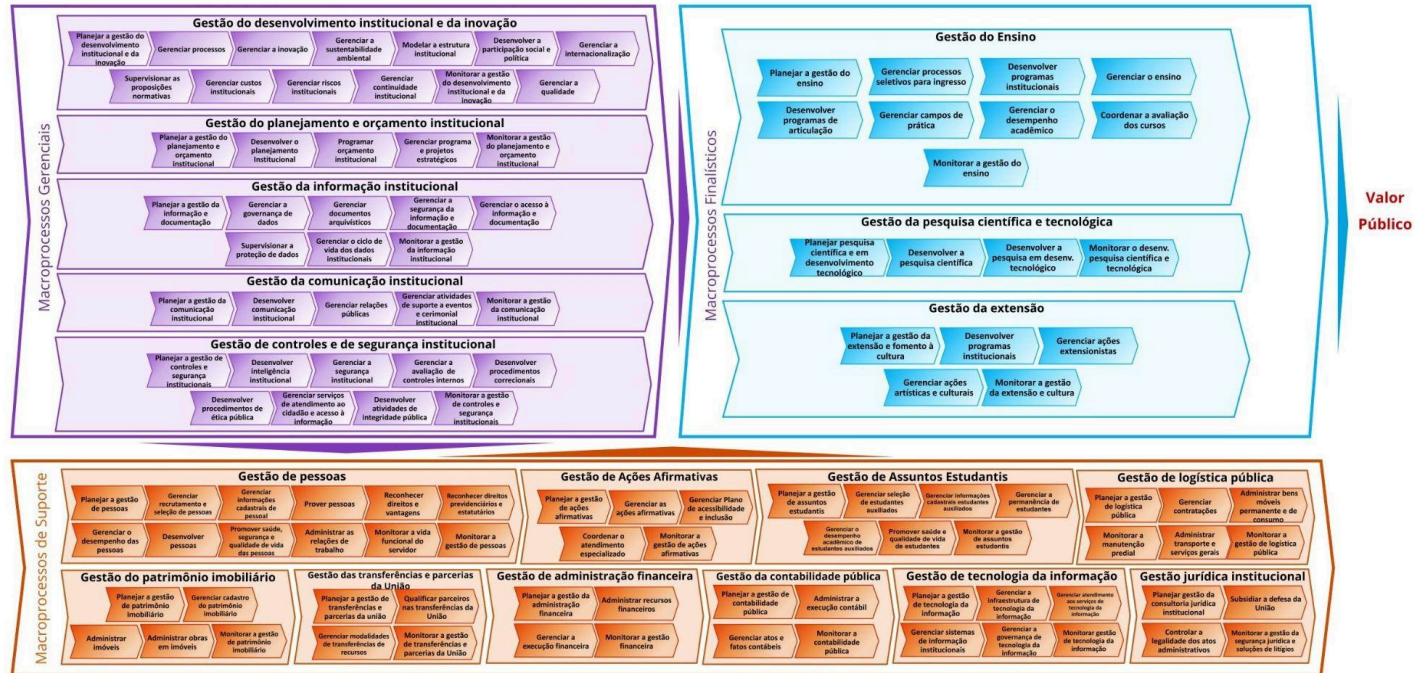 Macroprocessos Gerenciais
Gestão do desenvolvimento institucional e da inovação
Planejar a gestão do
desenvolvimento
institucional e da
inovação
Gerenciar processos
Gerenciar a inovação
Gerenciar a
sustentabilidade
ambiental
Modelar a estrutura
institucional
Desenvolver a
participação social e
política
Gerenciar a
internacionalização
Supervisionar as
proposições
normativas
Gerenciar custos
institucionais
Gerenciar riscos
institucionais
Gerenciar
continuidade
institucional
Monitorar a gestão
do desenvolvimento
institucional e da
inovação
Gerenciar a
qualidade
Gestão do planejamento e orçamento institucional
Planejar a gestão do
planejamento e
orçamento
institucional
Desenvolver o
planejamento
Institucional
Programar
orçamento
institucional
Gerenciar programa
e projetos
estratégicos
Monitorar a gestão
do planejamento e
orçamento
institucional
Gestão da informação institucional
Planejar a gestão da
informação e
documentação
Gerenciar a
governança de
dados
Gerenciar
documentos
arquivísticos
Gerenciar a
segurança da
informação e
documentação
Gerenciar o acesso à
informação e
documentação
Supervisionar a
proteção de dados
Gerenciar o ciclo de
vida dos dados
institucionais
Monitorar a gestão
da informação
institucional
Gestão da comunicação institucional
Planejar a gestão da
comunicação
institucional
Desenvolver
comunicação
institucional
Gerenciar relações
públicas
Gerenciar atividades
de suporte a eventos
e cerimonial
institucional
Monitorar a gestão
da comunicação
institucional
Gestão de controles e de segurança institucional
Planejar a gestão de
controles e
segurança
institucionais
Desenvolver
inteligência
institucional
Gerenciar a
segurança
institucional
Gerenciar a
avaliação de
controles internos
Desenvolver
procedimentos
correcionais
Desenvolver
procedimentos de
ética pública
Gerenciar serviços
de atendimento ao
cidadão e acesso à
informação
Desenvolver
atividades de
integridade pública
Monitorar a gestão
de controles e
segurança
institucionais
Macroprocessos Finalísticos
Gestão do Ensino
Planejar a gestão do
ensino
Gerenciar processos
seletivos para ingresso
Desenvolver
programas
institucionais
Gerenciar o ensino
Desenvolver
programas de
articulação
Gerenciar campos de
prática
Gerenciar o
desempenho
acadêmico
Coordenar a avaliação
dos cursos
Monitorar a gestão do
ensino
Gestão da pesquisa científica e tecnológica
Planejar pesquisa
científica e em
desenvolvimento
tecnológico
Desenvolver a
pesquisa científica
Desenvolver a
pesquisa em desenv.
tecnológico
Monitorar o desenv.
pesquisa científica e
tecnológica
Gestão da extensão
Planejar a gestão da
extensão e fomento à
cultura
Desenvolver
programas
institucionais
Gerenciar ações
extensionistas
Gerenciar ações
artísticas e culturais
Monitorar a gestão
da extensão e cultura
Valor
Público
Macroprocessos de Suporte
Gestão de pessoas
Planejar a gestão
de pessoas
Gerenciar
recrutamento e
seleção de pessoas
Gerenciar
informações
cadastrais de
pessoal
Prover pessoas
Reconhecer
direitos e
vantagens
Reconhecer direitos
previdenciários e
estatutários
Gerenciar o
desempenho das
pessoas
Desenvolver
pessoas
Promover saúde,
segurança e
qualidade de vida
das pessoas
Administrar as
relações de
trabalho
Monitorar a vida
funcional do
servidor
Monitorar a
gestão de pessoas
Gestão de Ações Afirmativas
Planejar a gestão
de ações
afirmativas
Gerenciar as
ações afirmativas
Gerenciar Plano
de acessibilidade
e inclusão
Coordenar o
atendimento
especializado
Monitorar a
gestão de ações
afirmativas
Gestão de Assuntos Estudantis
Planejar a gestão
de assuntos
estudantis
Gerenciar seleção
de estudantes
auxiliados
Gerenciar informações
cadastrais estudantes
auxiliados
Gerenciar a
permanência de
estudantes
Gerenciar o
desempenho
acadêmico de
estudantes auxiliados
Promover saúde e
qualidade de vida
de estudantes
Monitorar a
gestão de
assuntos
estudantis
Gestão de logística pública
Planejar a gestão
de logística
pública
Gerenciar
contratações
Administrar bens
móveis
permanente e de
consumo
Monitorar a
manutenção
predial
Administrar
transporte e
serviços gerais
Monitorar a
gestão de logística
pública
Gestão do patrimônio imobiliário
Planejar a gestão
de patrimônio
imobiliário
Gerenciar cadastro
do patrimônio
imobiliário
Administrar
imóveis
Administrar obras
em imóveis
Monitorar a gestão
de patrimônio
imobiliário
Gestão das transferências e parcerias
da União
Planejar a gestão de
transferências e
parcerias da união
Qualificar parceiros
nas transferências da
União
Gerenciar modalidades
de transferências de
recursos
Monitorar a gestão
de transferências e
parcerias da União
Gestão de administração financeira
Planejar a gestão da
administração
financeira
Administrar recursos
financeiros
Gerenciar a
execução financeira
Monitorar a gestão
financeira
Gestão da contabilidade pública
Planejar a gestão
de contabilidade
pública
Administrar a
execução contábil
Gerenciar atos e
fatos contábeis
Monitorar a
contabilidade
pública
Gestão de tecnologia da informação
Planejar a gestão
de tecnologia da
informação
Gerenciar a
infraestrutura de
tecnologia da
informação
Gerenciar atendimento
aos serviços de
tecnologia da
informação
Gerenciar sistemas
de informação
institucionais
Gerenciar a
governança de
tecnologia da
informação
Monitorar gestão
de tecnologia da
informação
Gestão jurídica institucional
Planejar gestão da
consultoria jurídica
institucional
Subsidiar a defesa da
União
Controlar a
legalidade dos atos
administrativos
Monitorar a gestão da
segurança jurídica e
soluções de litígios